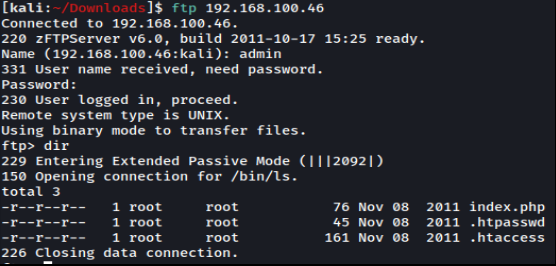 [kali:~/Downloads]$ ftp 192.168.100.46
Connected to 192.168.100.46.
220 zFTPServer v6.0, build 2011-10-17 15:25 ready.
Name (192.168.100.46:kali): admin
331 User name received, need password.
Password:
230 User logged in, proceed.
Remote system type is UNIX.
Using binary mode to transfer files.
ftp> dir
229 Entering Extended Passive Mode (|||2092|)
150 Opening connection for /bin/ls.
total 3
-r--r--r-- 1 root root 76 Nov 08 2011 index.php
-r--r--r-- 1 root root 45 Nov 08 2011 .htpasswd
-r--r--r-- 1 root root 161 Nov 08 2011 .htaccess
226 Closing data connection.